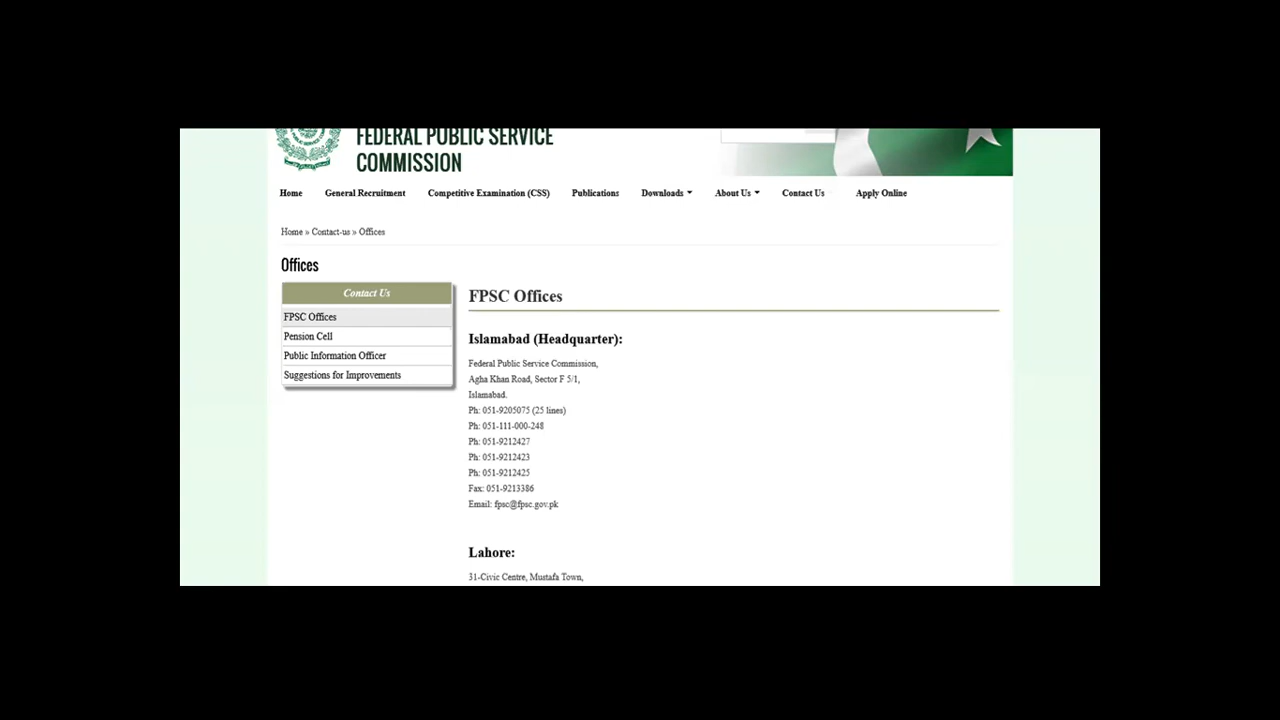 FEDERAL PUBLIC SERVICE
COMMISSION
Home General Recruitment Competitive Examination (CSS) Publications Downloads About Us Contact Us Apply Online
Home » Contact-us » Offices
Offices
Contact Us
FPSC Offices
Pension Cell
Public Information Officer
Suggestions for Improvements
FPSC Offices
Islamabad (Headquarter):
Federal Public Service Commission,
Agha Khan Road, Sector F 5/1,
Islamabad.
Ph: 051-9205075 (25 lines)
Ph: 051-111-000-248
Ph: 051-9212427
Ph: 051-9212423
Ph: 051-9212425
Fax: 051-9213386
Email: fpsc@fpsc.gov.pk
Lahore:
31-Civic Centre, Mustafa Town,